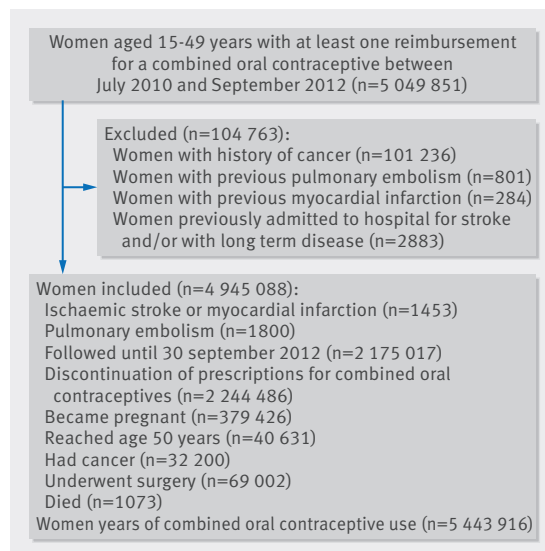 Women aged 15-49 years with at least one reimbursement
for a combined oral contraceptive between
July 2010 and September 2012 (n=5 049 851)
Excluded (n=104 763):
Women with history of cancer (n=101 236)
Women with previous pulmonary embolism (n=801)
Women with previous myocardial infarction (n=284)
Women previously admitted to hospital for stroke
and/or with long term disease (n=2883)
Women included (n=4 945 088):
Ischaemic stroke or myocardial infarction (n=1453)
Pulmonary embolism (n=1800)
Followed until 30 september 2012 (n=2 175 017)
Discontinuation of prescriptions for combined oral
contraceptives (n=2 244 486)
Became pregnant (n=379 426)
Reached age 50 years (n=40 631)
Had cancer (n=32 200)
Underwent surgery (n=69 002)
Died (n=1073)
Women years of combined oral contraceptive use (n=5 443 916)